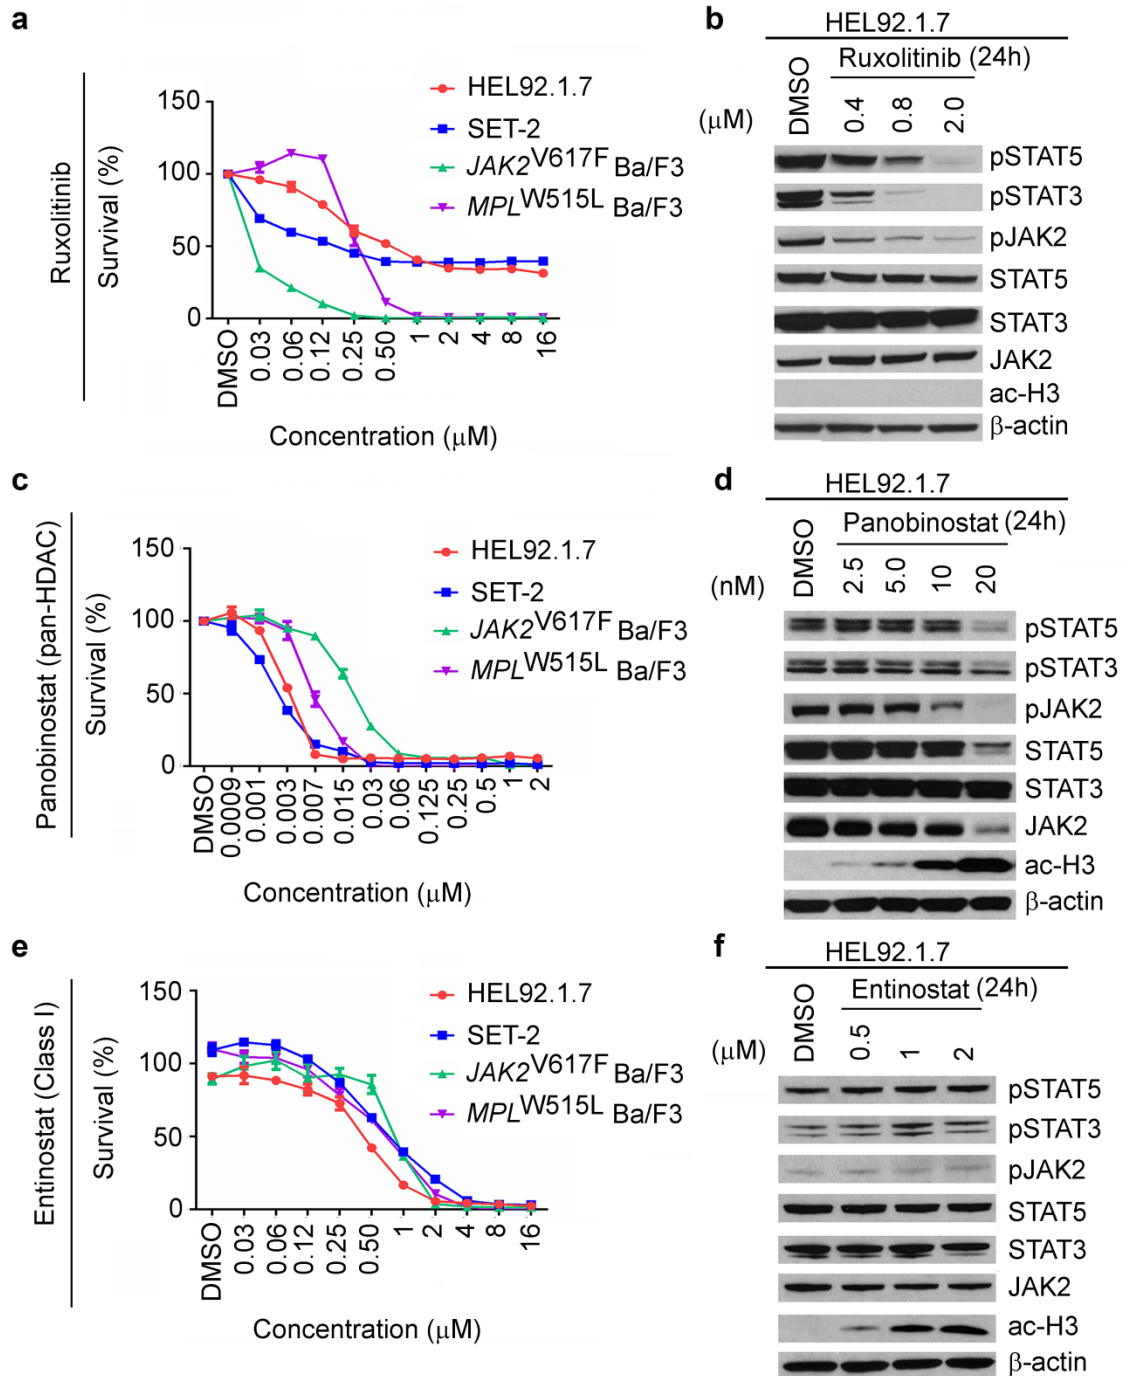 a
Ruxolitinib
Survival (%)
150
100
50
0
HEL92.1.7
SET-2
JAK2V617F Ba/F3
MPLW515L Ba/F3
DMSO 0.03 0.06 0.12 0.25 0.50 1 2 4 8 16
Concentration (μM)
b
HEL92.1.7
Ruxolitinib (24h)
(μM) DMSO 0.4 0.8 2.0
pSTAT5
pSTAT3
pJAK2
STAT5
STAT3
JAK2
ac-H3
β-actin
c
Panobinostat (pan-HDAC)
Survival (%)
150
100
50
0
HEL92.1.7
SET-2
JAK2V617F Ba/F3
MPLW515L Ba/F3
DMSO 0.0009 0.001 0.003 0.007 0.015 0.03 0.06 0.125 0.25 0.5 1 2
Concentration (μM)
d
HEL92.1.7
Panobinostat (24h)
(nM) DMSO 2.5 5.0 10 20
pSTAT5
pSTAT3
pJAK2
STAT5
STAT3
JAK2
ac-H3
β-actin
e
Entinostat (Class I)
Survival (%)
150
100
50
0
HEL92.1.7
SET-2
JAK2V617F Ba/F3
MPLW515L Ba/F3
DMSO 0.03 0.06 0.12 0.25 0.50 1 2 4 8 16
Concentration (μM)
f
HEL92.1.7
Entinostat (24h)
(μM) DMSO 0.5 1 2
pSTAT5
pSTAT3
pJAK2
STAT5
STAT3
JAK2
ac-H3
β-actin